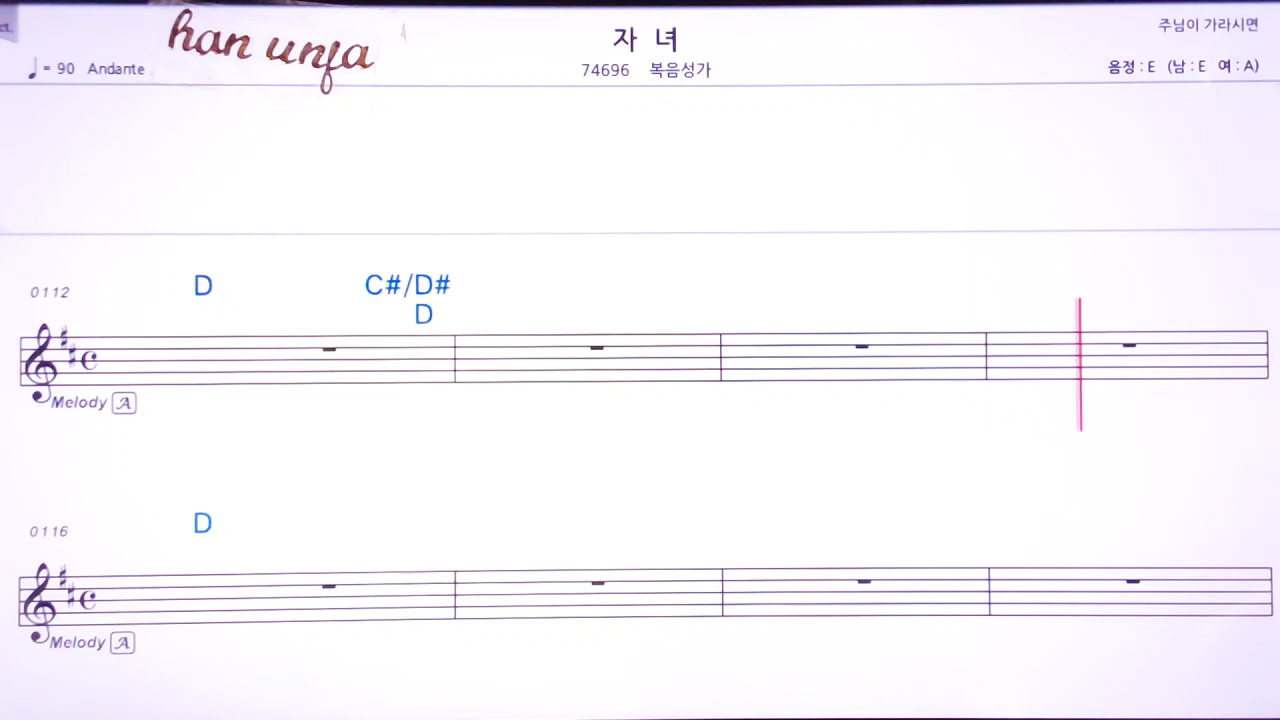 han unfa
자 녀
주님이 가라시면
♩= 90 Andante
74696 복음성가
음정 : E (남 : E 여 : A)
0112
D C#/D#
D
Melody A
0116
D
Melody A